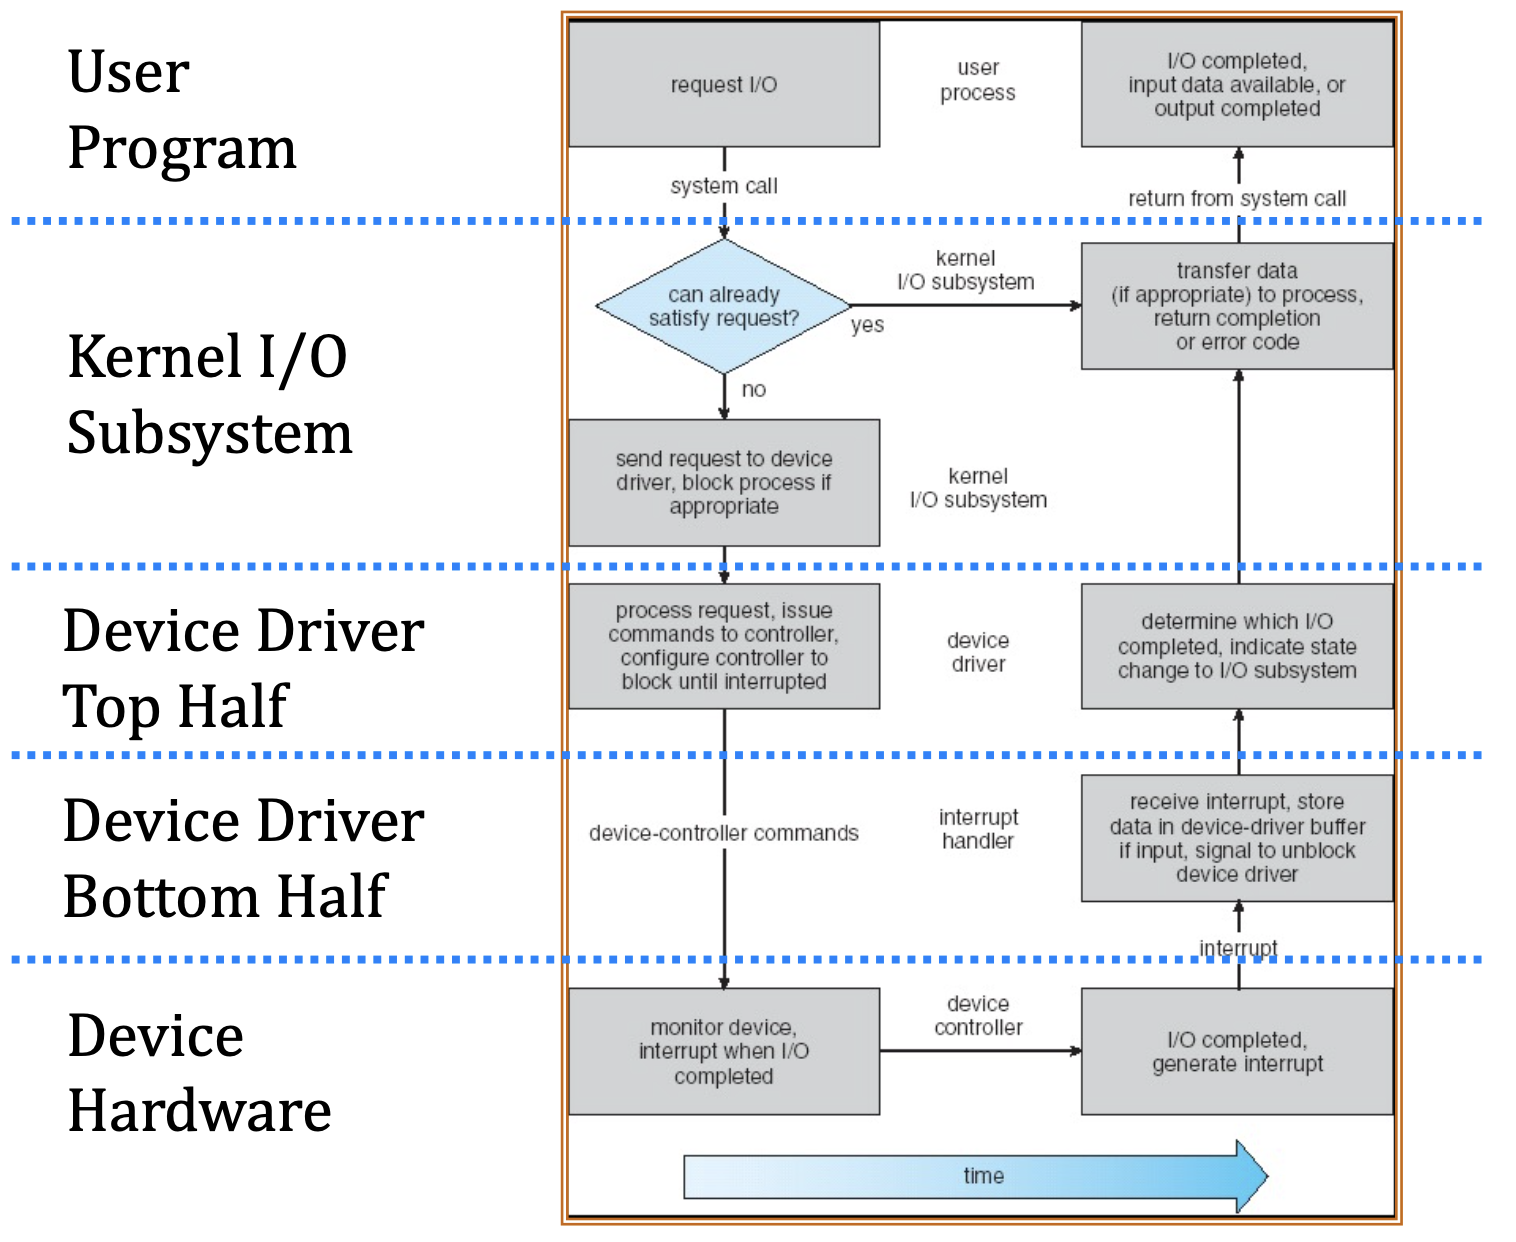 User
Program
request I/O
user
process
I/O completed,
input data available, or
output completed
system call
return from system call
Kernel I/O
Subsystem
can already
satisfy request?
kernel
I/O subsystem
yes
transfer data
(if appropriate) to process,
return completion
or error code
no
send request to device
driver, block process if
appropriate
kernel
I/O subsystem
Device Driver
Top Half
process request, issue
commands to controller,
configure controller to
block until interrupted
device
driver
determine which I/O
completed, indicate state
change to I/O subsystem
Device Driver
Bottom Half
device-controller commands
interrupt
handler
receive interrupt, store
data in device-driver buffer
if input, signal to unblock
device driver
interrupt
Device
Hardware
monitor device,
interrupt when I/O
completed
device
controller
I/O completed,
generate interrupt
time